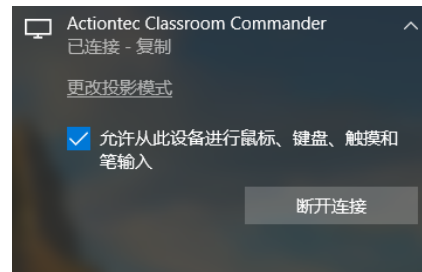 Actiontec Classroom Commander
已连接 - 复制
更改投影模式
允许从此设备进行鼠标、键盘、触摸和
笔输入
断开连接